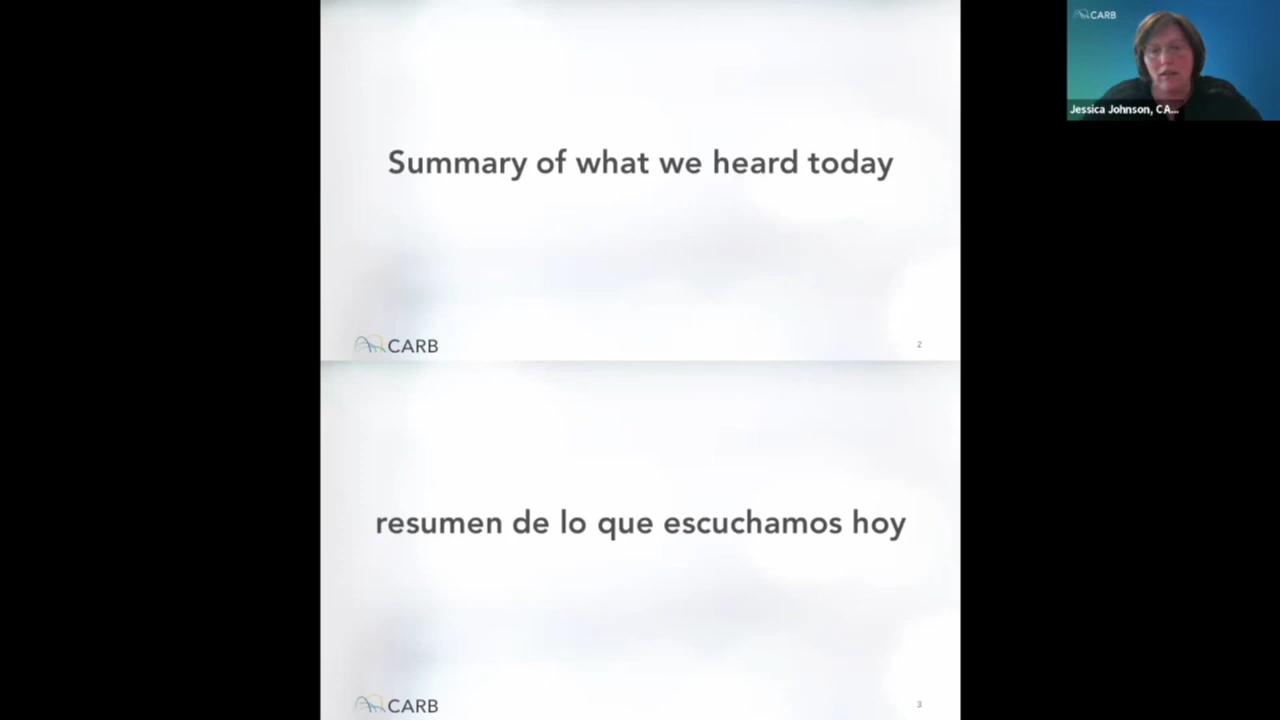 Summary of what we heard today
CARB
2
resumen de lo que escuchamos hoy
CARB
3
CARB
Jessica Johnson, CA...